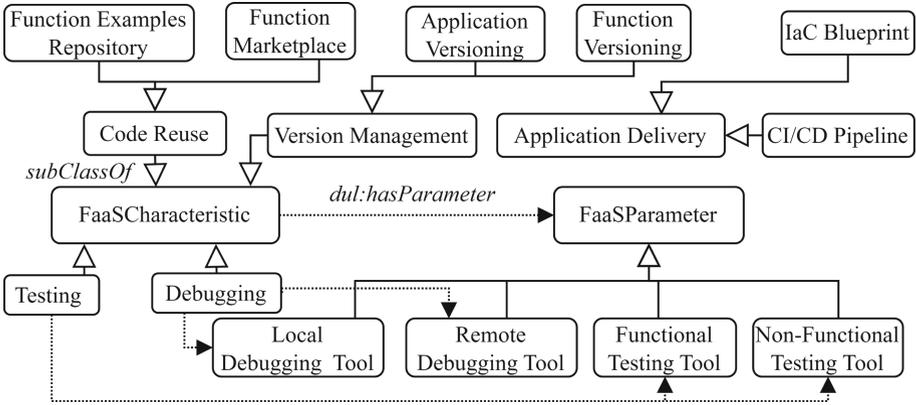 Function Examples
Repository
Function
Marketplace
Application
Versioning
Function
Versioning
IaC Blueprint
Code Reuse
Version Management
Application Delivery
CI/CD Pipeline
subClassOf
FaaSCharacteristic
dul:hasParameter
FaaSParameter
Testing
Debugging
Local
Debugging Tool
Remote
Debugging Tool
Functional
Testing Tool
Non-Functional
Testing Tool